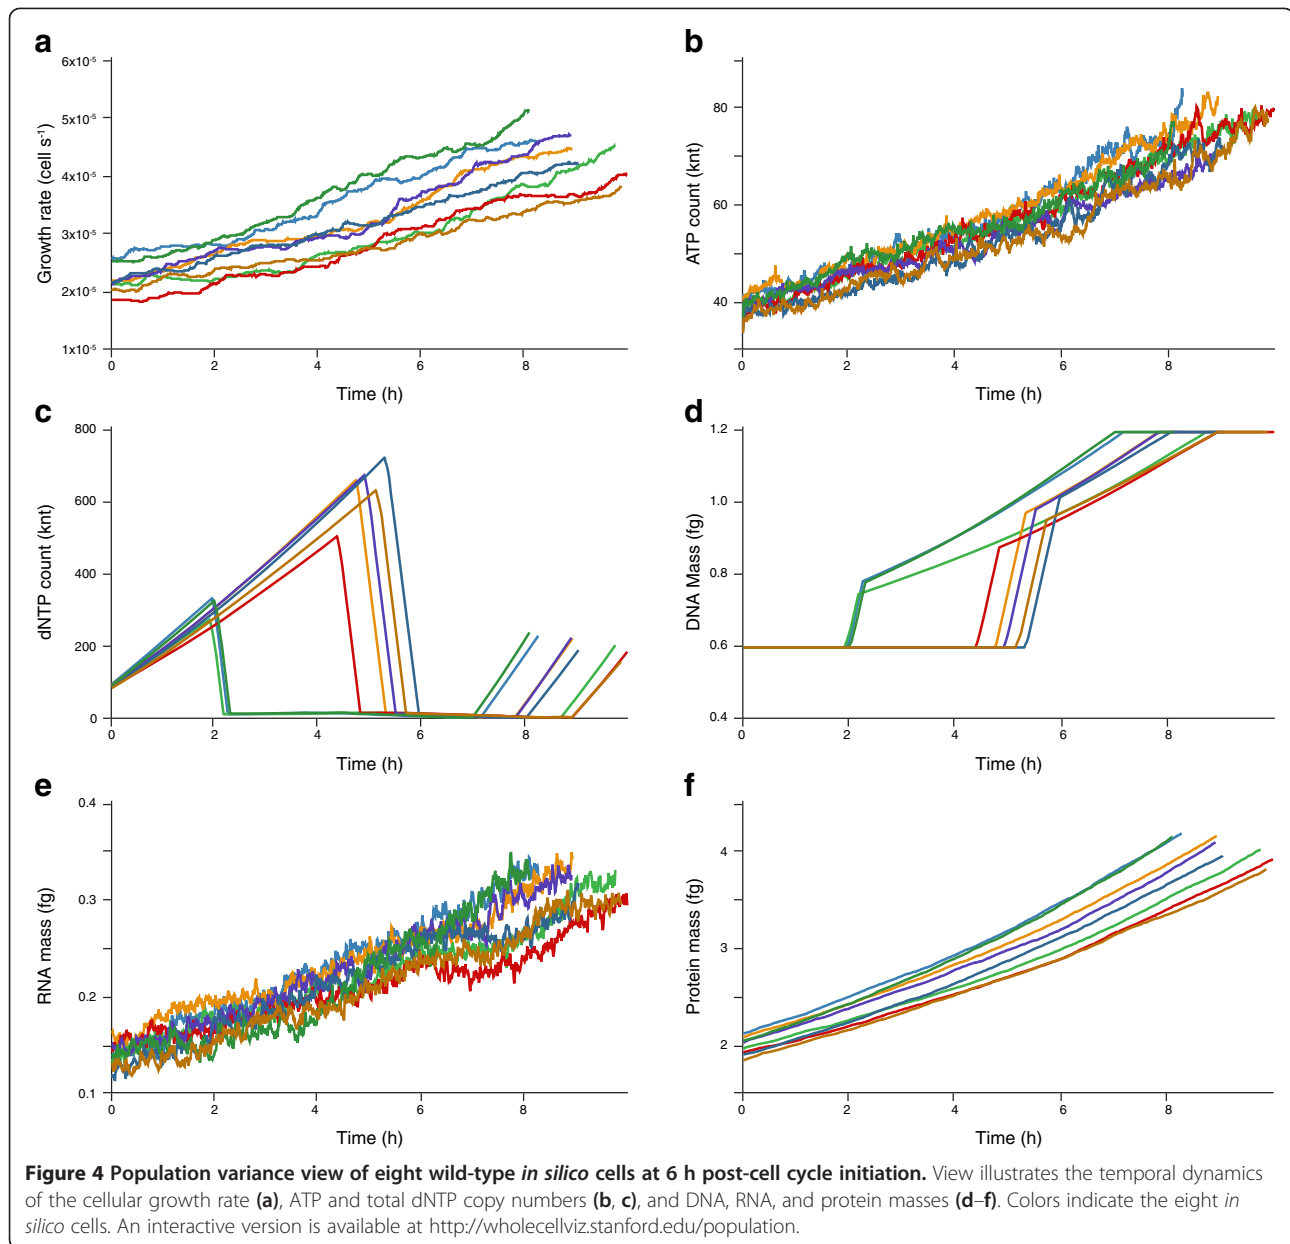 a
Growth rate (cell s⁻¹)
6x10⁻⁵
5x10⁻⁵
4x10⁻⁵
3x10⁻⁵
2x10⁻⁵
1x10⁻⁵
0 2 4 6 8
Time (h)
b
ATP count (knt)
80
60
40
0 2 4 6 8
Time (h)
c
dNTP count (knt)
800
600
400
200
0
0 2 4 6 8
Time (h)
d
DNA Mass (fg)
1.2
1.0
0.8
0.6
0.4
0 2 4 6 8
Time (h)
e
RNA mass (fg)
0.4
0.3
0.2
0.1
0 2 4 6 8
Time (h)
f
Protein mass (fg)
4
3
2
0 2 4 6 8
Time (h)
Figure 4 Population variance view of eight wild-type in silico cells at 6 h post-cell cycle initiation. View illustrates the temporal dynamics
of the cellular growth rate (a), ATP and total dNTP copy numbers (b, c), and DNA, RNA, and protein masses (d–f). Colors indicate the eight in
silico cells. An interactive version is available at http://wholecellviz.stanford.edu/population.